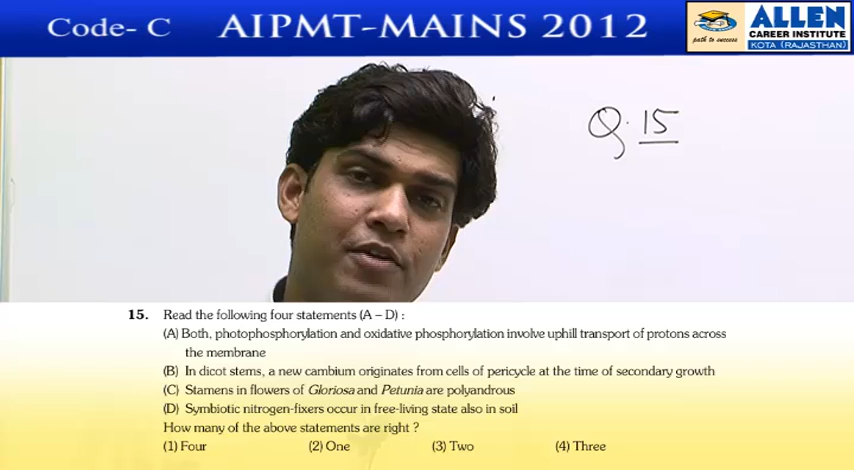 Code- C
AIPMT-MAINS 2012
ALLEN
CAREER INSTITUTE
KOTA (RAJASTHAN)
path to success
Q. 15
15. Read the following four statements (A – D) :
(A) Both, photophosphorylation and oxidative phosphorylation involve uphill transport of protons across
the membrane
(B) In dicot stems, a new cambium originates from cells of pericycle at the time of secondary growth
(C) Stamens in flowers of Gloriosa and Petunia are polyandrous
(D) Symbiotic nitrogen-fixers occur in free-living state also in soil
How many of the above statements are right ?
(1) Four (2) One (3) Two (4) Three